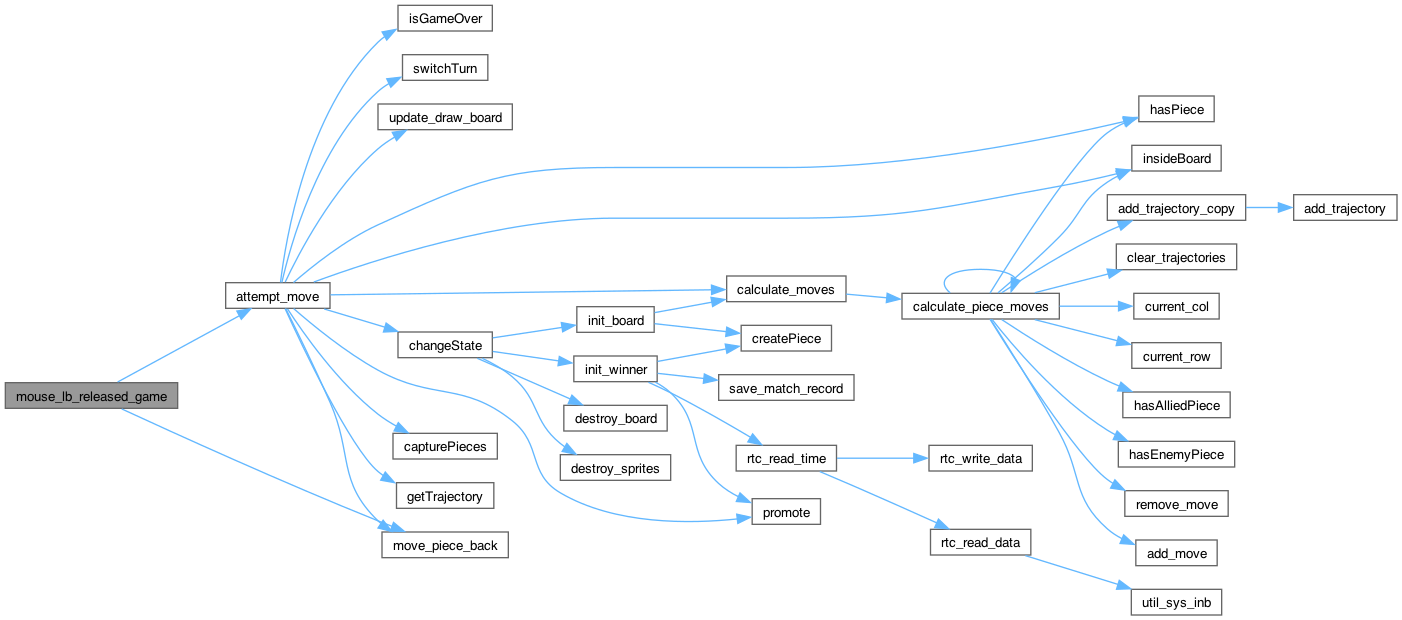 isGameOver
switchTurn
update_draw_board
hasPiece
insideBoard
add_trajectory_copy
add_trajectory
clear_trajectories
attempt_move
calculate_moves
calculate_piece_moves
current_col
init_board
changeState
createPiece
current_row
init_winner
save_match_record
mouse_lb_released_game
hasAlliedPiece
destroy_board
capturePieces
hasEnemyPiece
destroy_sprites
rtc_read_time
rtc_write_data
getTrajectory
remove_move
promote
move_piece_back
rtc_read_data
add_move
util_sys_inb